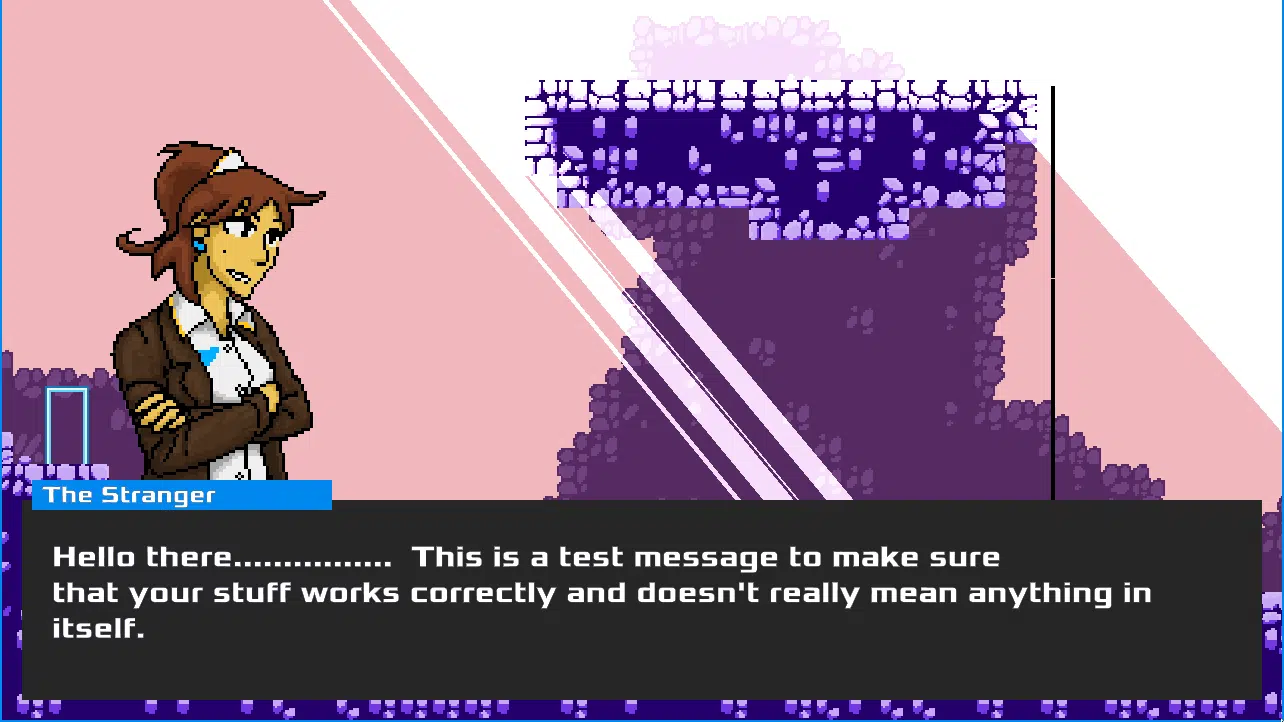 The Stranger
Hello there................ This is a test message to make sure
that your stuff works correctly and doesn't really mean anything in
itself.